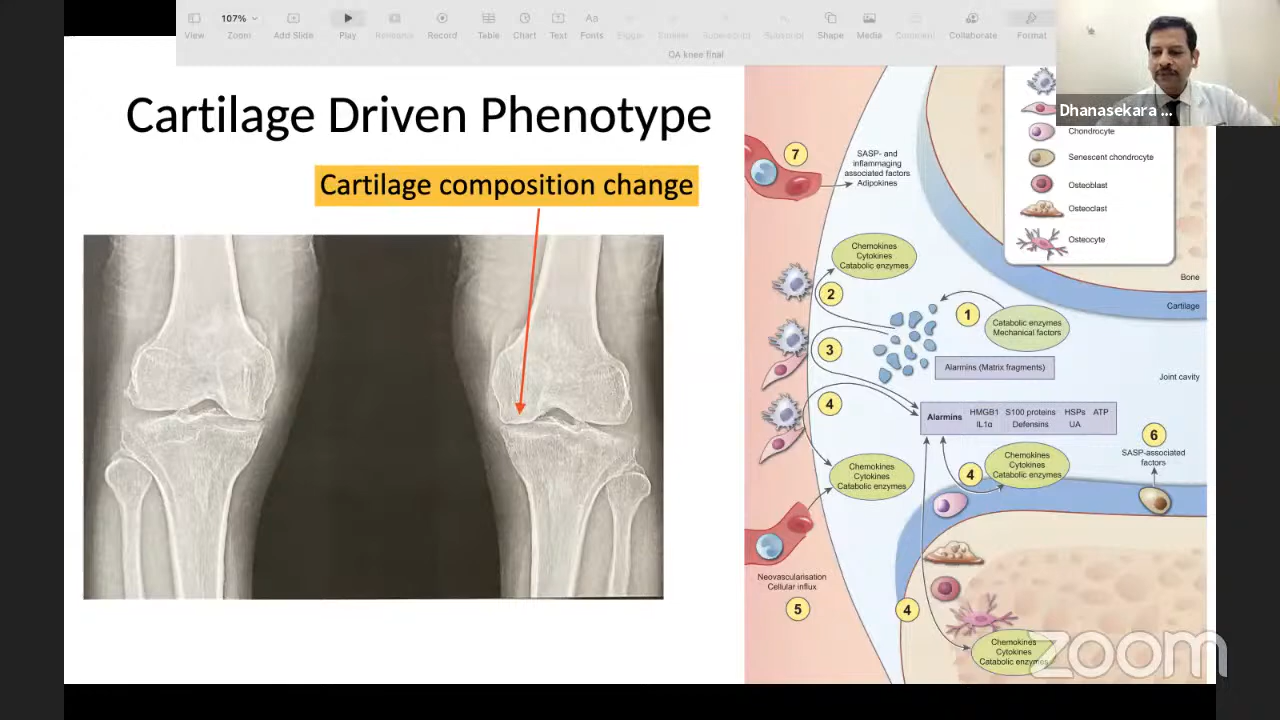 107%
View
Zoom
Add Slide
Play
Record
Table
Chart
Text
Fonts
Shape
Media
Comment
Collaborate
Format
OA knee final
Dhanasekara ...
Cartilage Driven Phenotype
Cartilage composition change
7
SASP- and
inflammaging
associated factors
Adipokines
Chondrocyte
Senescent chondrocyte
Osteoblast
Osteoclast
Osteocyte
Bone
Cartilage
Chemokines
Cytokines
Catabolic enzymes
2
1
Catabolic enzymes
Mechanical factors
3
Alarmins (Matrix fragments)
Joint cavity
4
Alarmins HMGB1 S100 proteins HSPs ATP
IL1α Defensins UA
6
SASP-associated
factors
Chemokines
Cytokines
Catabolic enzymes
4
Chemokines
Cytokines
Catabolic enzymes
Neovascularisation
Cellular influx
5
4
Chemokines
Cytokines
Catabolic enzymes
zoom